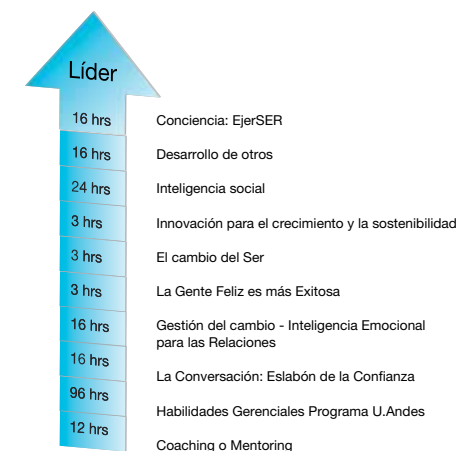 Líder
16 hrs
Conciencia: EjerSER
16 hrs
Desarrollo de otros
24 hrs
Inteligencia social
3 hrs
Innovación para el crecimiento y la sostenibilidad
3 hrs
El cambio del Ser
3 hrs
La Gente Feliz es más Exitosa
16 hrs
Gestión del cambio - Inteligencia Emocional
para las Relaciones
16 hrs
La Conversación: Eslabón de la Confianza
96 hrs
Habilidades Gerenciales Programa U.Andes
12 hrs
Coaching o Mentoring